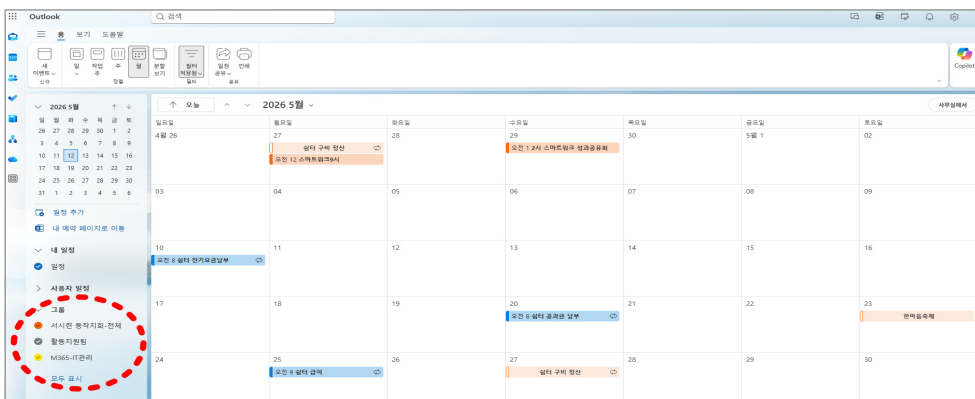 Outlook
검색
홈 보기 도움말
새 이벤트
일
작업 주
주
월
분할 보기
필터 적용됨
일정 공유
인쇄
신규
정렬
필터
공유
Copilot
2026 5월
일 월 화 수 목 금 토
26 27 28 29 30 1 2
3 4 5 6 7 8 9
10 11 12 13 14 15 16
17 18 19 20 21 22 23
24 25 26 27 28 29 30
31 1 2 3 4 5 6
일정 추가
내 예약 페이지로 이동
내 일정
일정
사용자 일정
그룹
서시련 동작지회-전체
활동지원팀
M365-IT관리
모두 표시
오늘
2026 5월
사무실에서
일요일 월요일 화요일 수요일 목요일 금요일 토요일
4월 26 27 28 29 30 5월 1 02
쉼터 구비 정산
오전 12 스마트워크9시
오전 1 2시 스마트워크 성과공유회
03 04 05 06 07 08 09
10 11 12 13 14 15 16
오전 8 쉼터 전기요금납부
17 18 19 20 21 22 23
오전 8 쉼터 공과금 납부
한마음축제
24 25 26 27 28 29 30
오전 9 쉼터 급여
쉼터 구비 정산